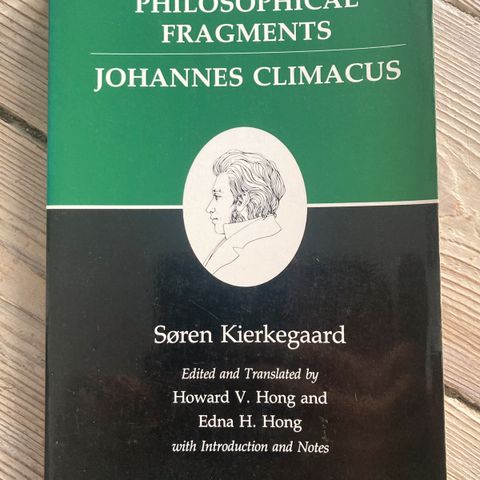 PHILOSOPHICAL
FRAGMENTS
JOHANNES CLIMACUS
Søren Kierkegaard
Edited and Translated by
Howard V. Hong and
Edna H. Hong
with Introduction and Notes